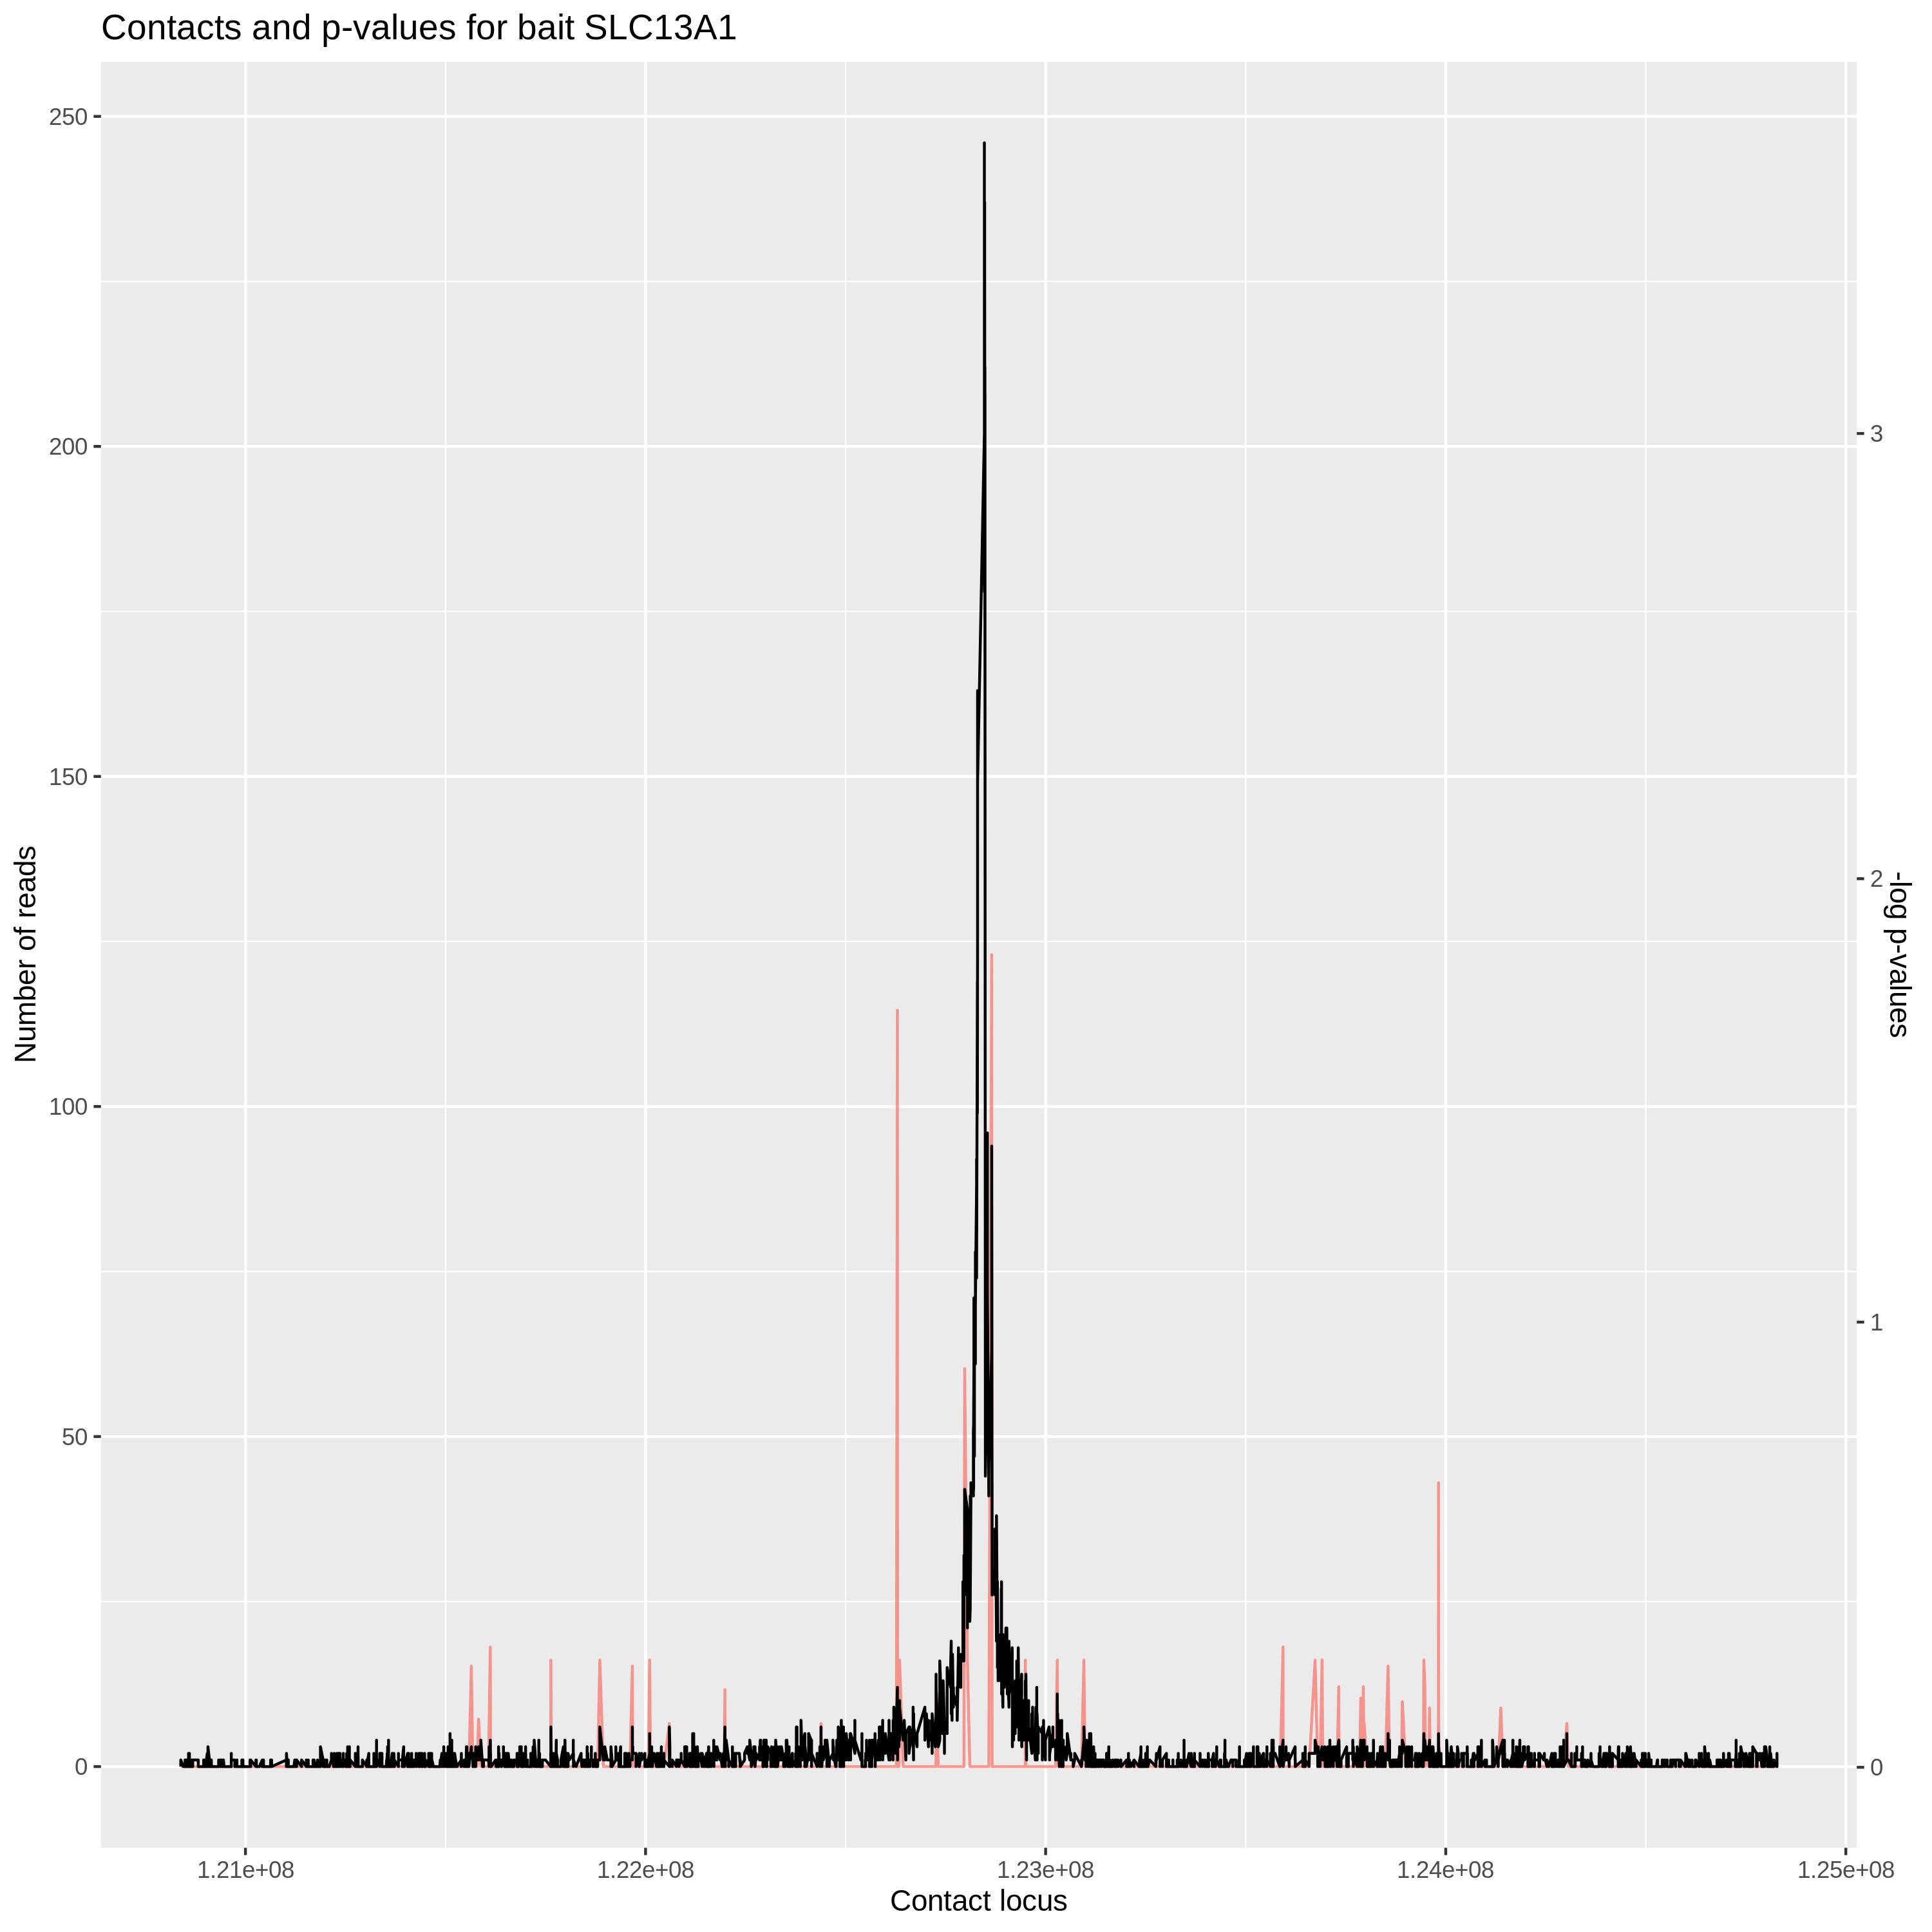 Contacts and p-values for bait SLC13A1
250
200
150
100
50
0
Number of reads
3
2
1
0
-log p-values
1.21e+08 1.22e+08 1.23e+08 1.24e+08 1.25e+08
Contact locus